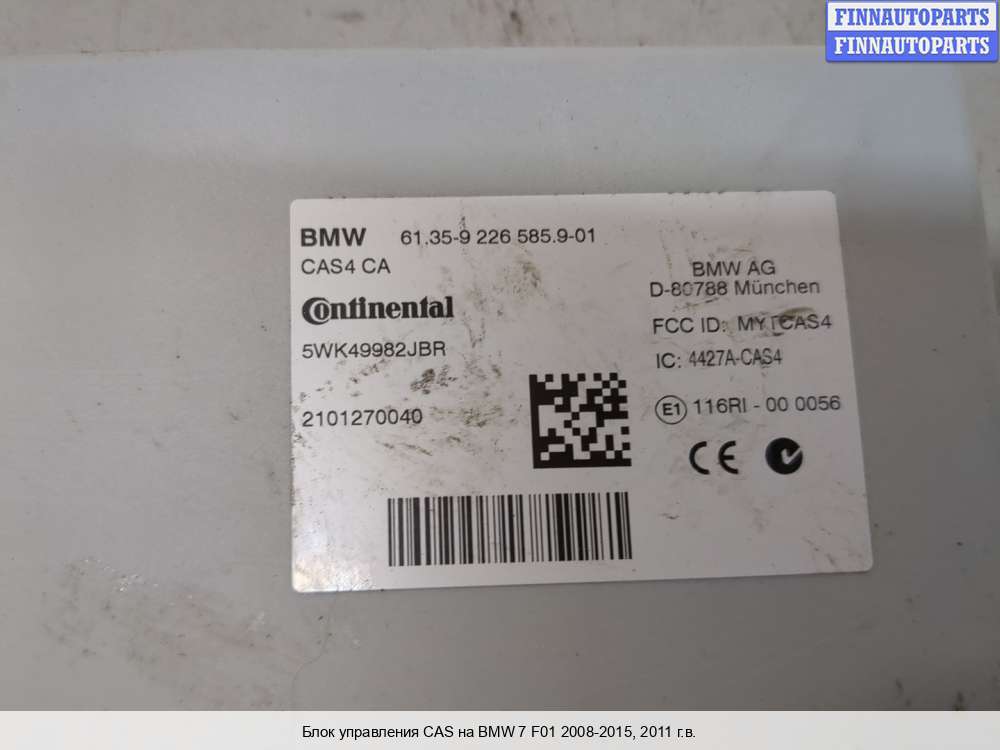 FINNAUTOPARTS
FINNAUTOPARTS
BMW 61.35-9 226 585.9-01
CAS4 CA
Continental
5WK49982JBR
2101270040
BMW AG
D-80788 München
FCC ID: MYTCAS4
IC: 4427A-CAS4
E1 116RI - 00 0056
CE
Блок управления CAS на BMW 7 F01 2008-2015, 2011 г.в.